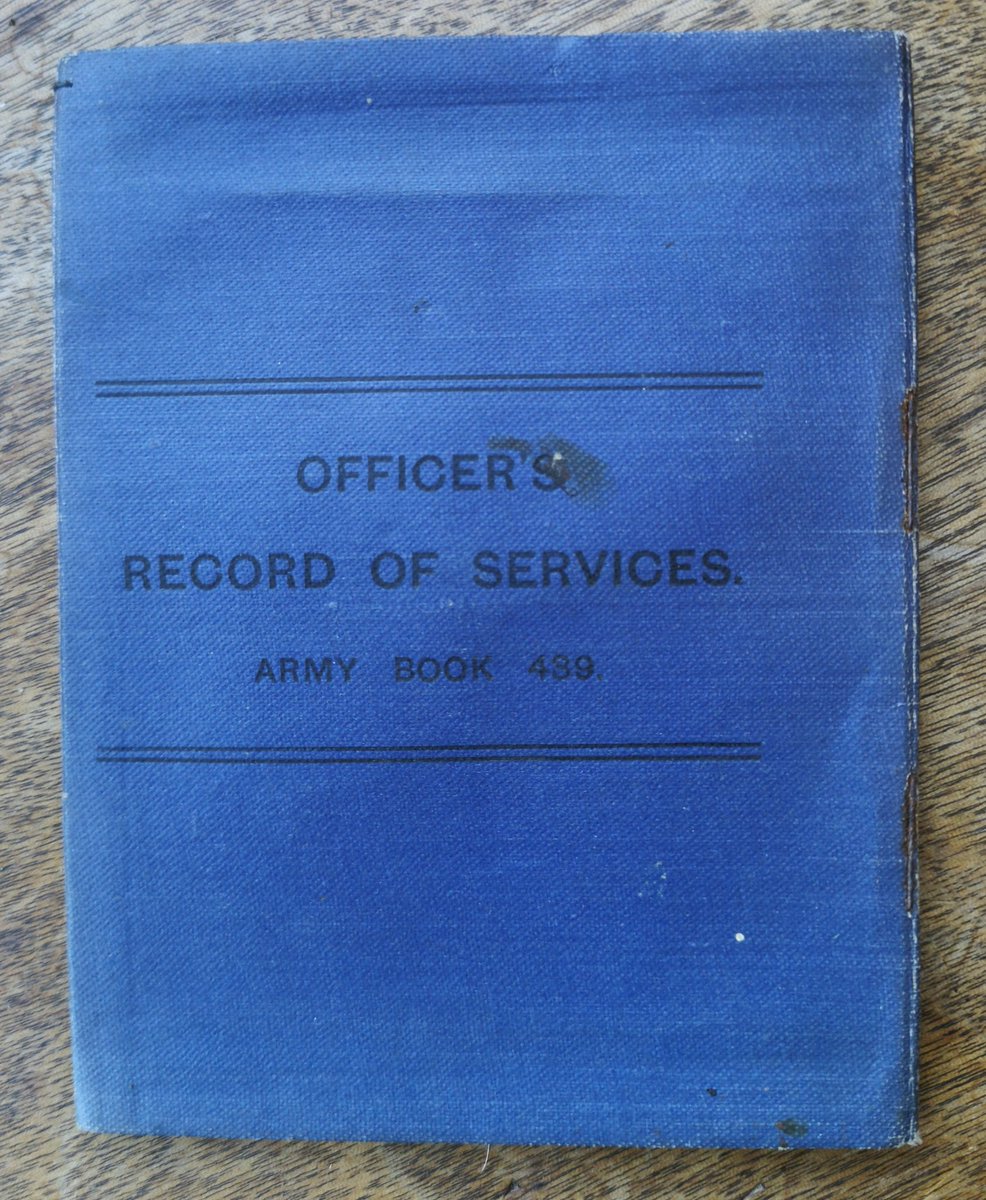 OFFICER'S
RECORD OF SERVICES.
ARMY BOOK 439.